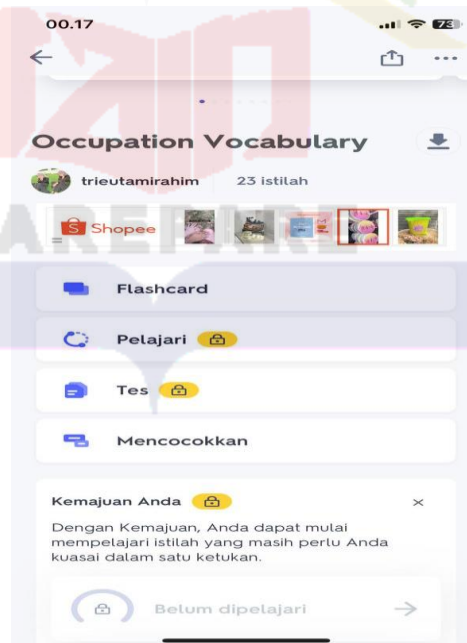 00.17
73
Occupation Vocabulary
trieutamirahim 23 istilah
Shopee
AREPARE
Flashcard
Pelajari
Tes
Mencocokkan
Kemajuan Anda
Dengan Kemajuan, Anda dapat mulai
mempelajari istilah yang masih perlu Anda
kuasai dalam satu ketukan.
Belum dipelajari